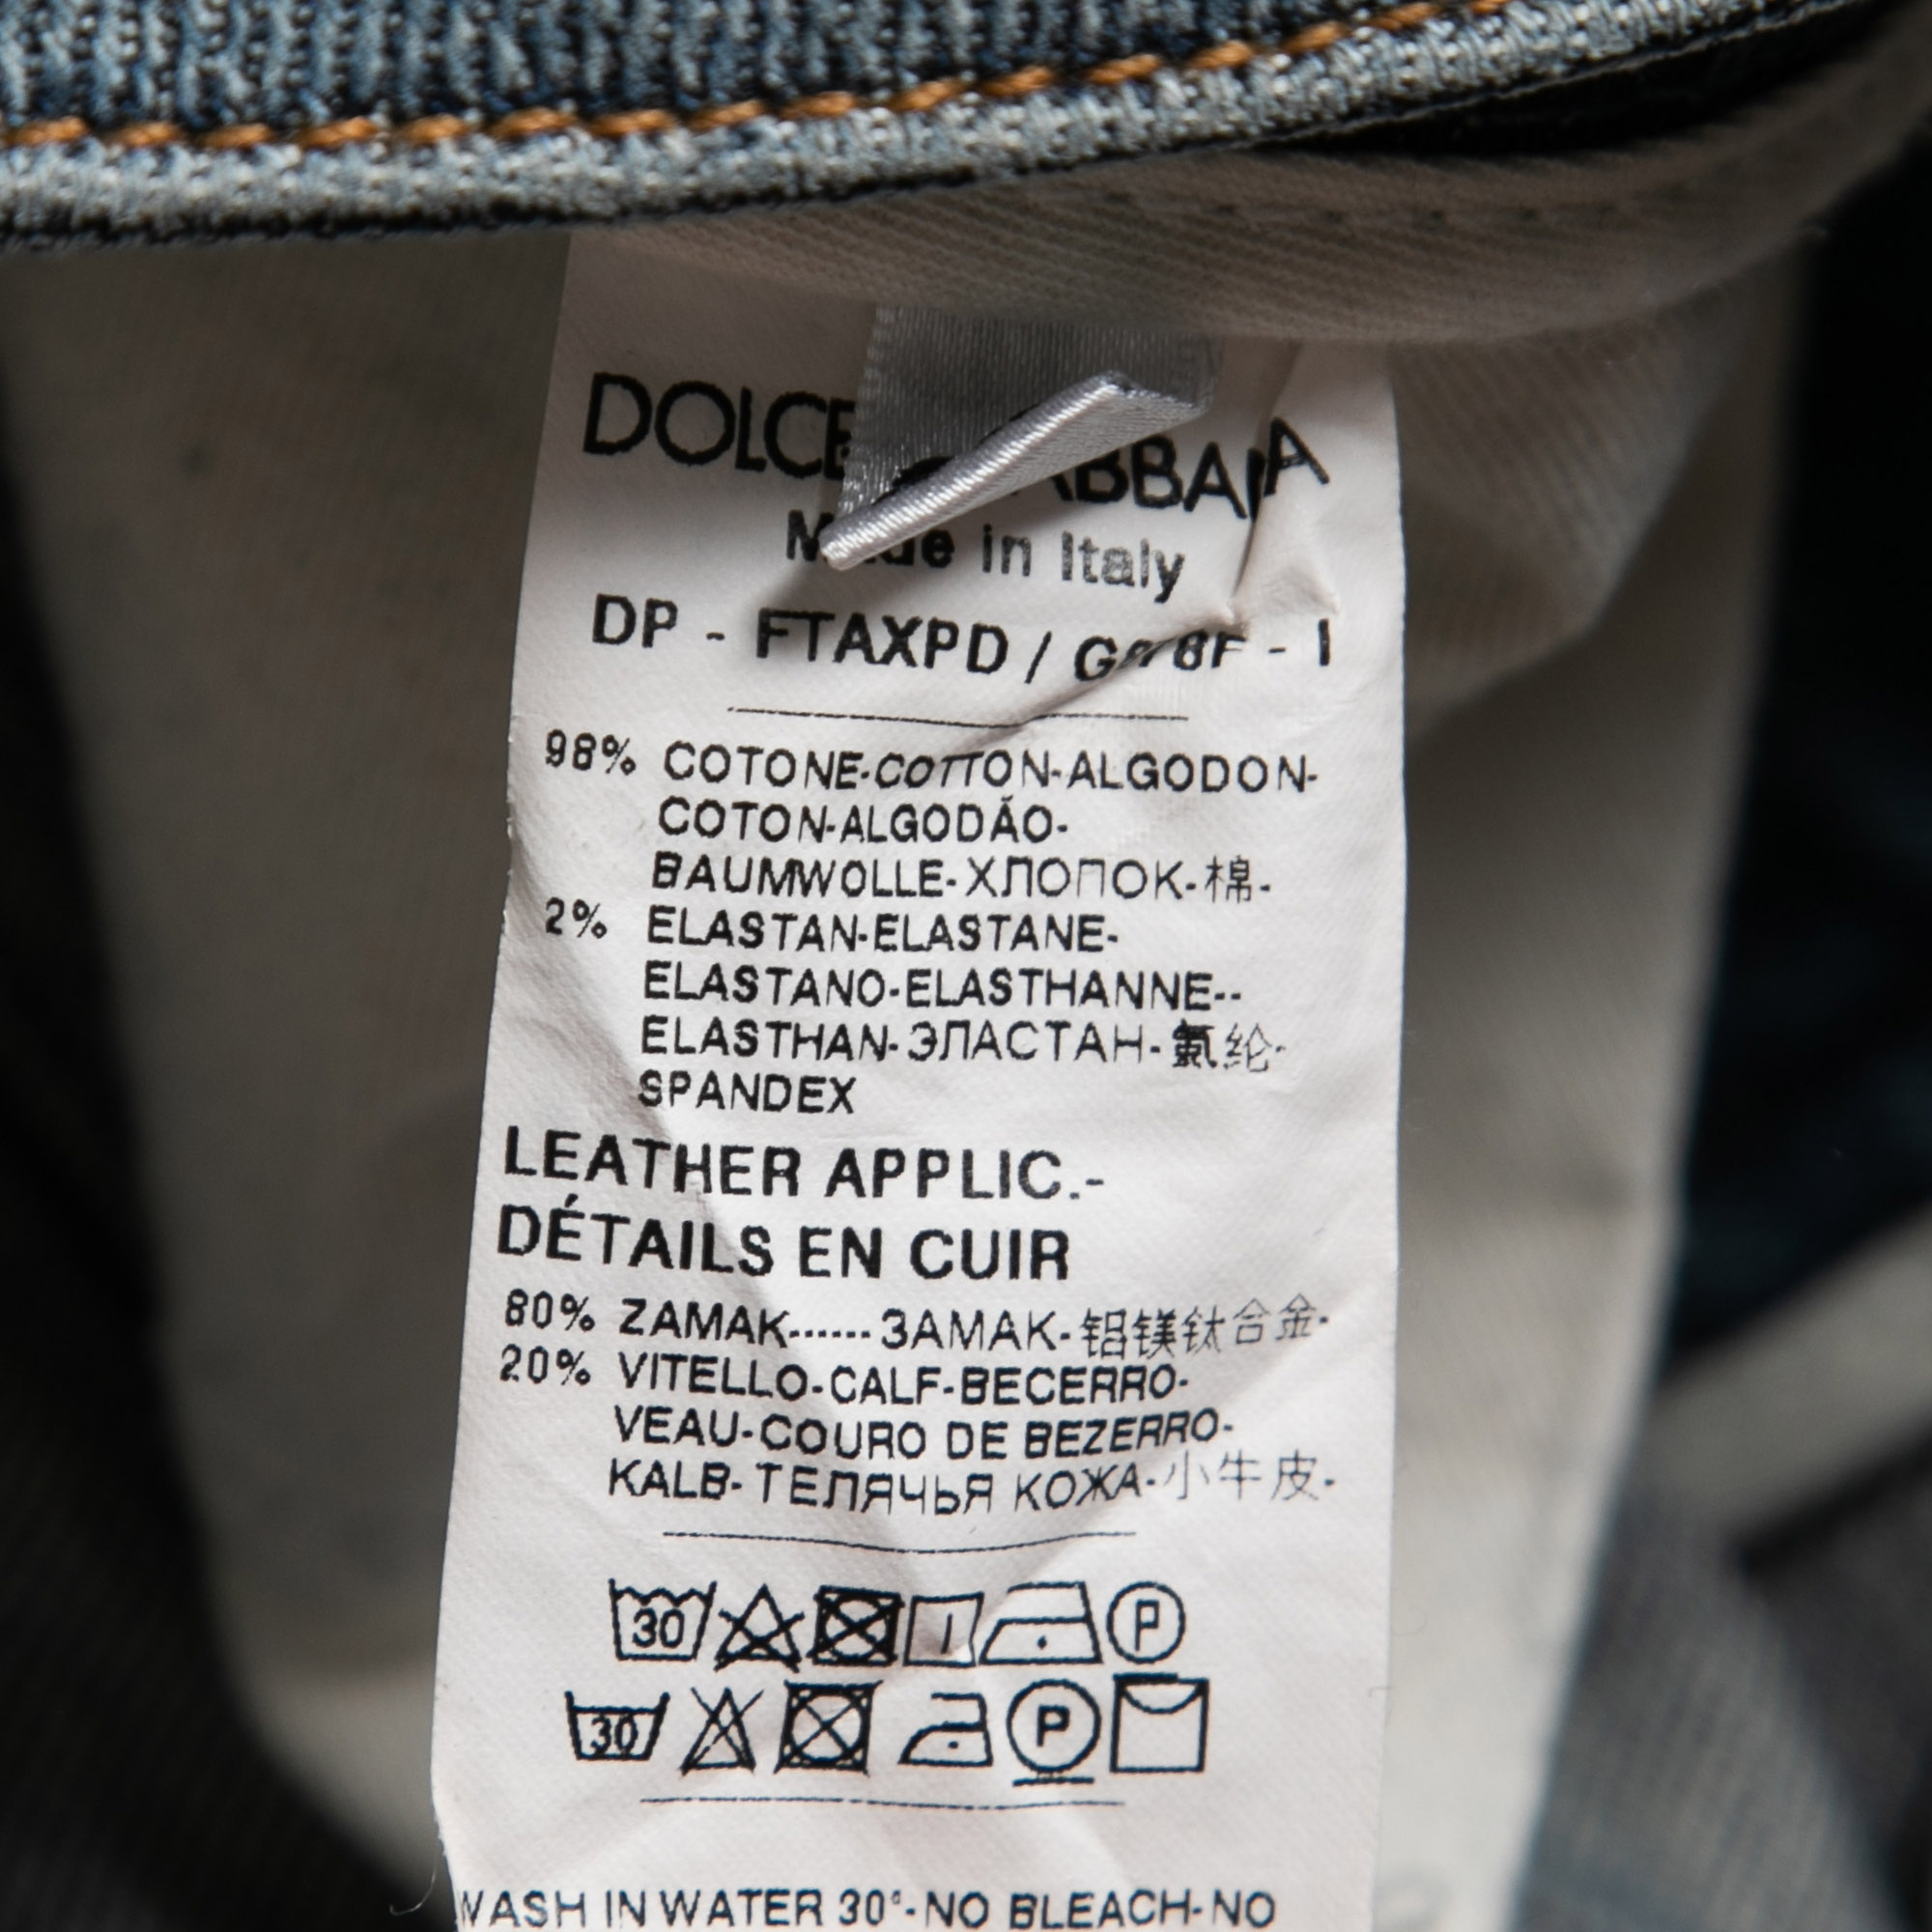 DOLCE
Made in Italy
DP - FTAXPD / G
98% COTONE-COTTON-ALGODON-
COTON-ALGODÃO-
BAUMWOLLE-ХЛОПОК-棉-
2% ELASTAN-ELASTANE-
ELASTANO-ELASTHANNE--
ELASTHAN-ЭЛАСТАН-氨纶-
SPANDEX
LEATHER APPLIC.-
DÉTAILS EN CUIR
80% ZAMAK------ЗАМАК-铝镁钛合金-
20% VITELLO-CALF-BECERRO-
VEAU-COURO DE BEZERRO-
KALB-ТЕЛЯЧЬЯ КОЖА-小牛皮-
30 P
30 P
WASH IN WATER 30°-NO BLEACH-NO